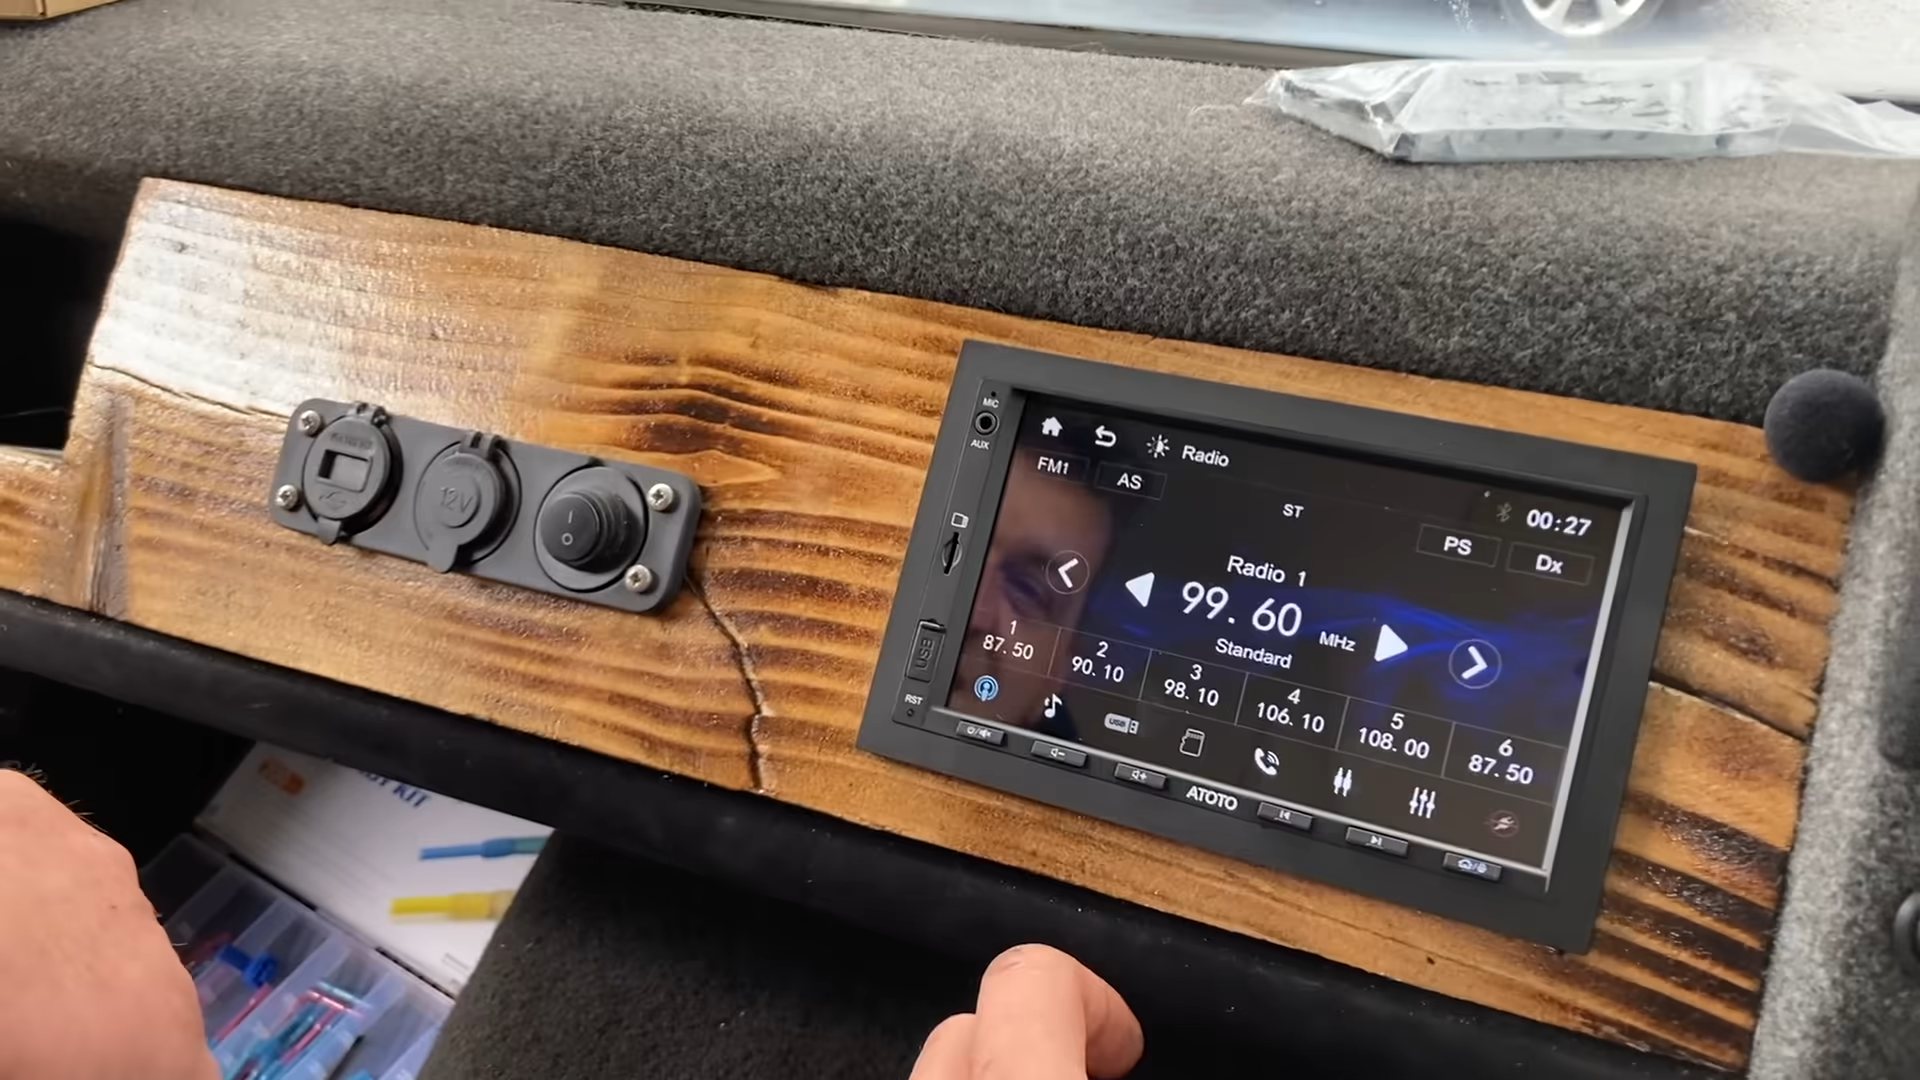 12V
I
O
MIC
AUX
USB
RST
Radio
FM1
AS
ST
00:27
PS
Dx
Radio 1
99.60
MHz
Standard
1
87.50
2
90.10
3
98.10
4
106.10
5
108.00
6
87.50
USB
ATOTO
KIT